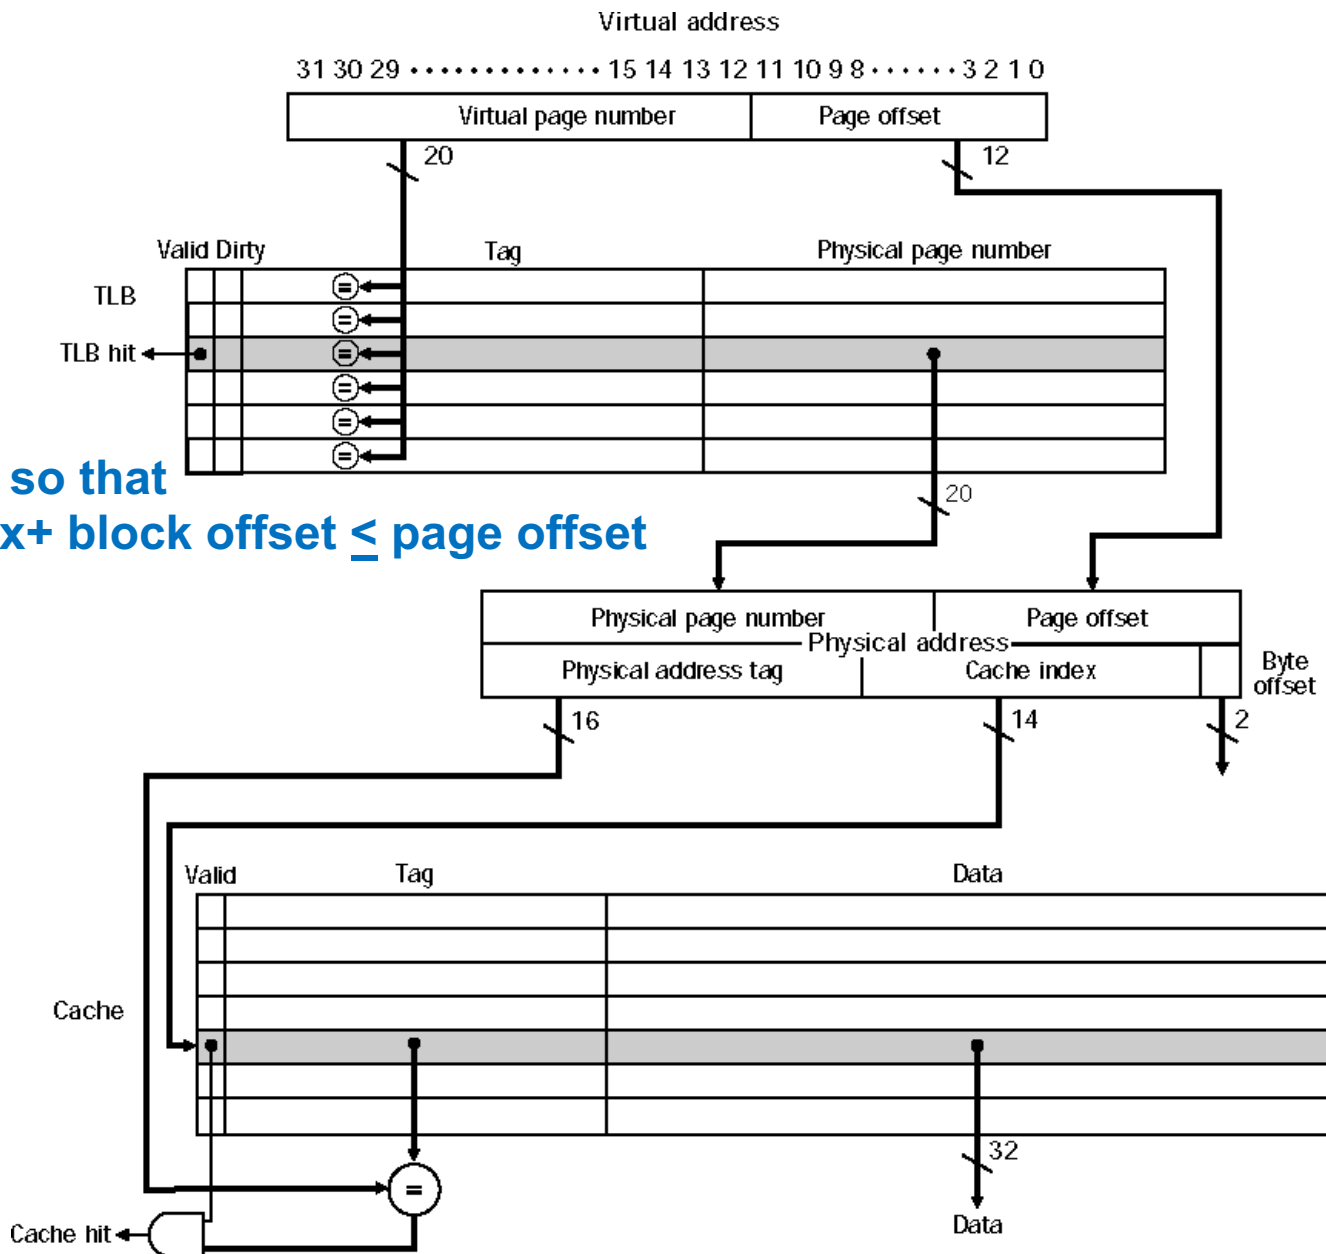 Virtual address
31 30 29 ············· 15 14 13 12 11 10 9 8 ······ 3 2 1 0
Virtual page number Page offset
20 12
Valid Dirty Tag Physical page number
TLB
=
=
TLB hit =
=
=
=
so that
x+ block offset ≤ page offset
20
Physical page number Page offset
Physical address
Physical address tag Cache index Byte
offset
16 14 2
Valid Tag Data
Cache
32
=
Data
Cache hit